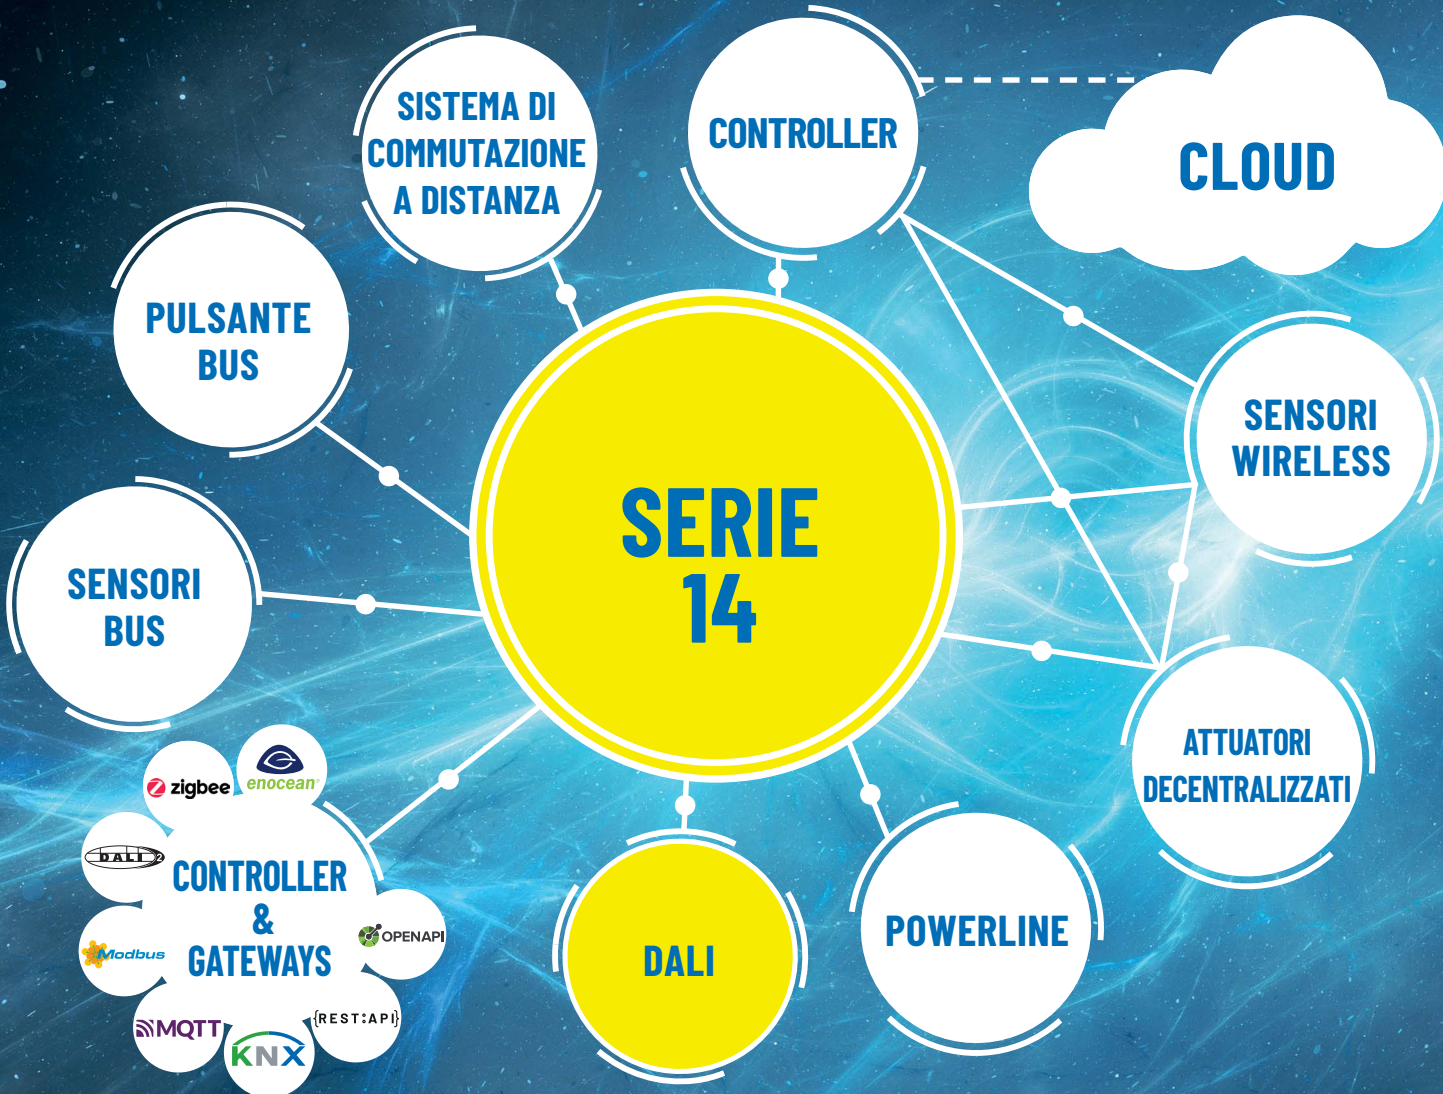 SISTEMA DI
COMMUTAZIONE
A DISTANZA
CONTROLLER
CLOUD
PULSANTE
BUS
SENSORI
WIRELESS
SERIE
14
SENSORI
BUS
ATTUATORI
DECENTRALIZZATI
zigbee
enocean®
DALI 2
CONTROLLER
&
GATEWAYS
Modbus
OPENAPI
MQTT
KNX
{REST:API}
DALI
POWERLINE